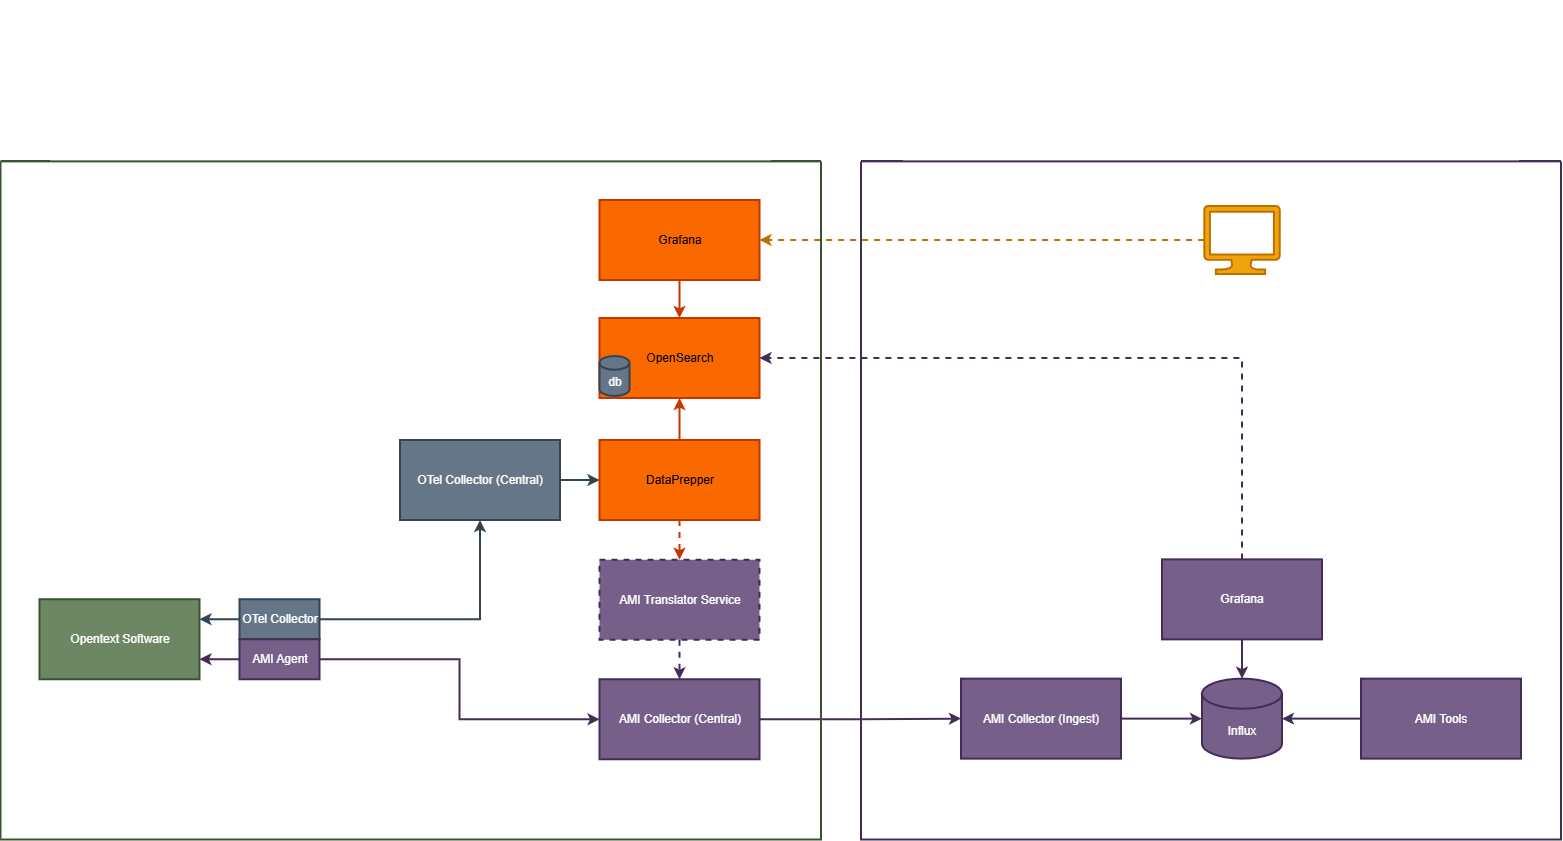 Grafana
OpenSearch
db
OTel Collector (Central)
DataPrepper
AMI Translator Service
Opentext Software
OTel Collector
AMI Agent
AMI Collector (Central)
Grafana
AMI Collector (Ingest)
Influx
AMI Tools